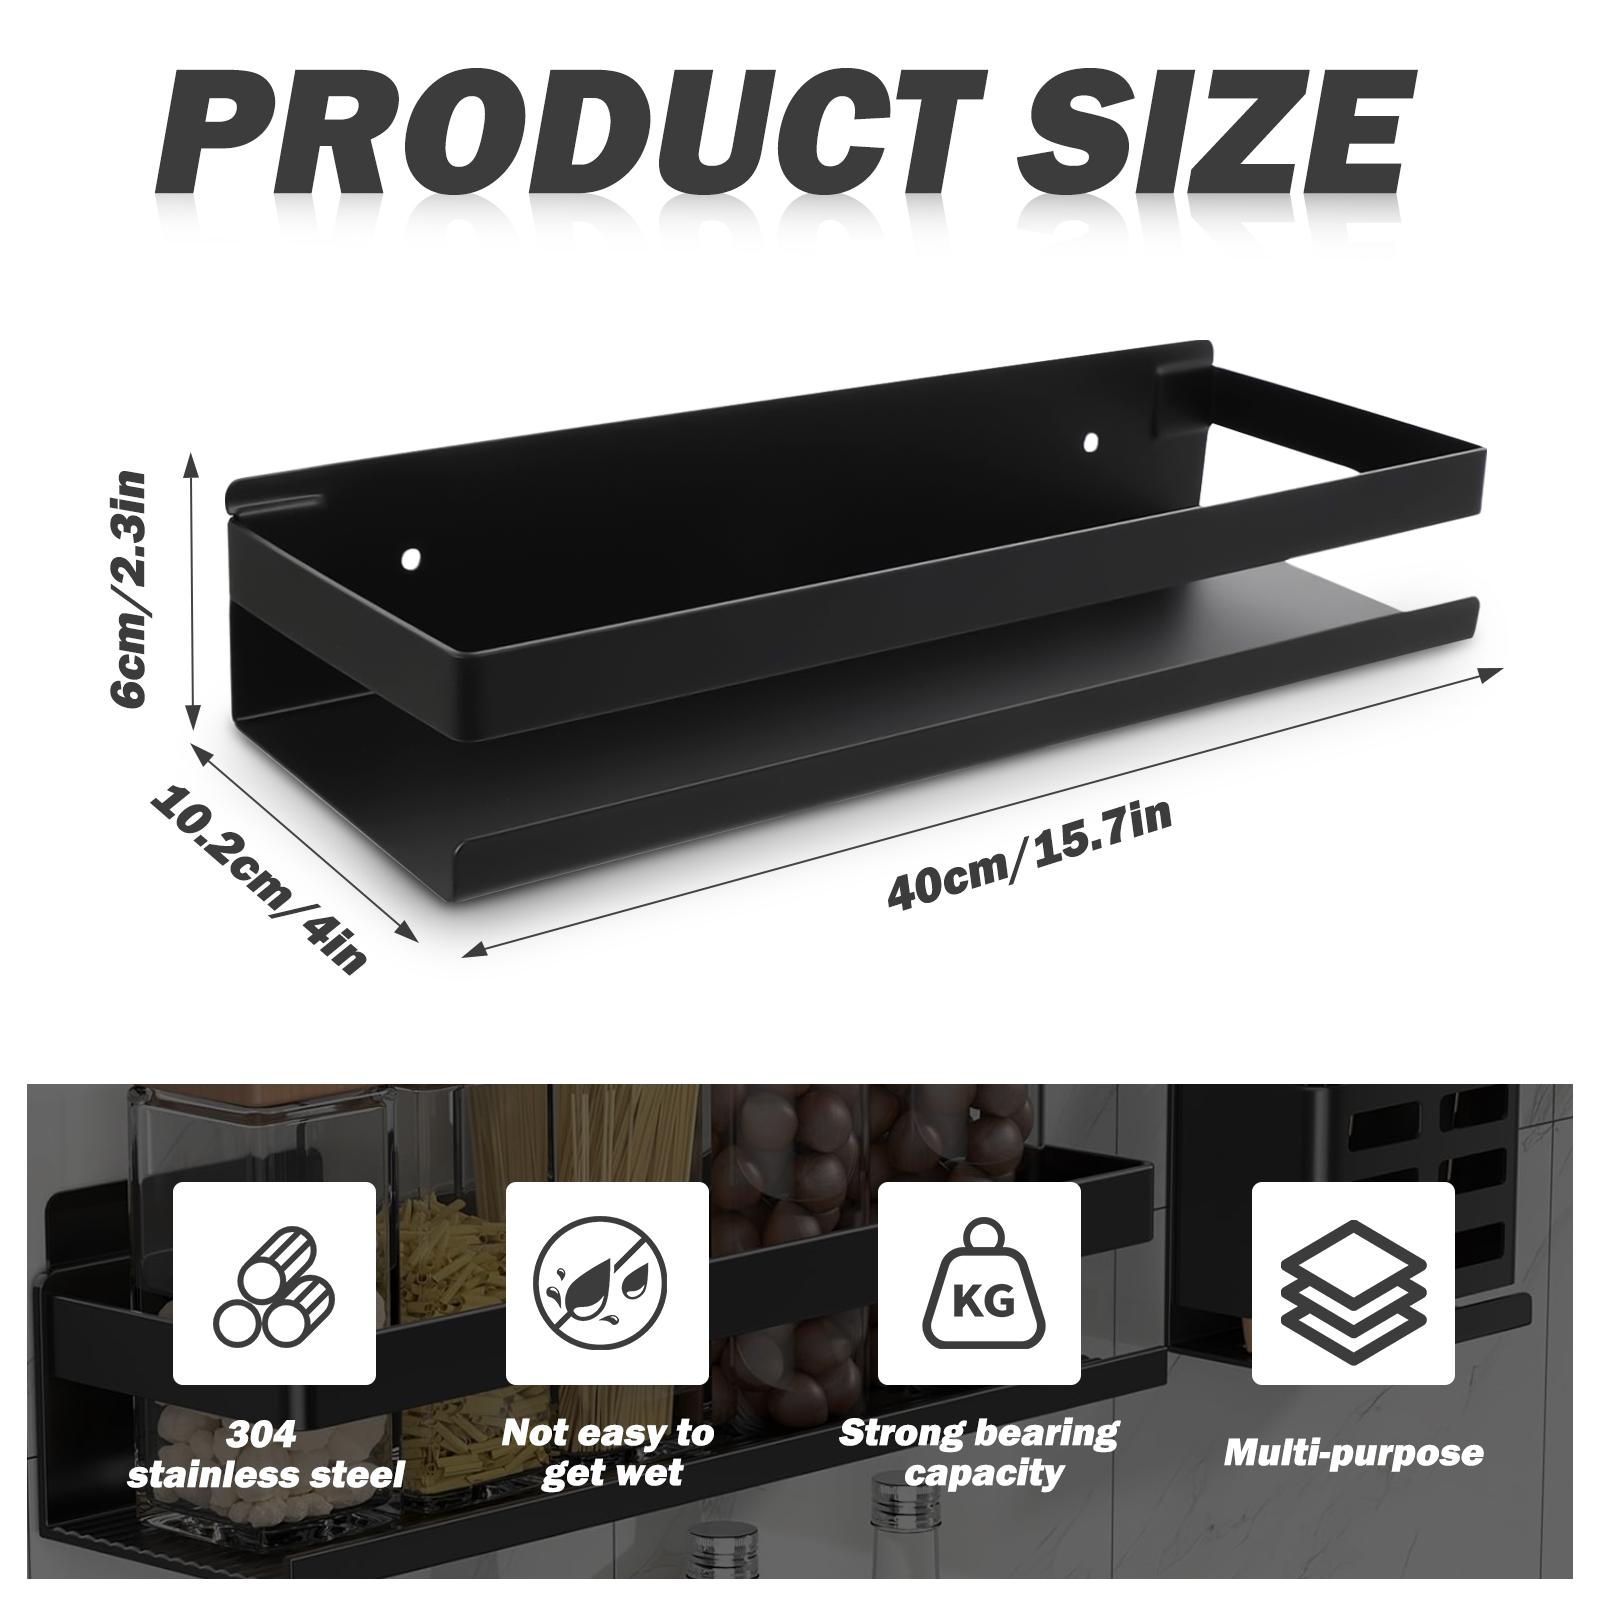 PRODUCT SIZE
6cm/2.3in
10.2cm/4in
40cm/15.7in
KG
304
stainless steel
Not easy to
get wet
Strong bearing
capacity
Multi-purpose